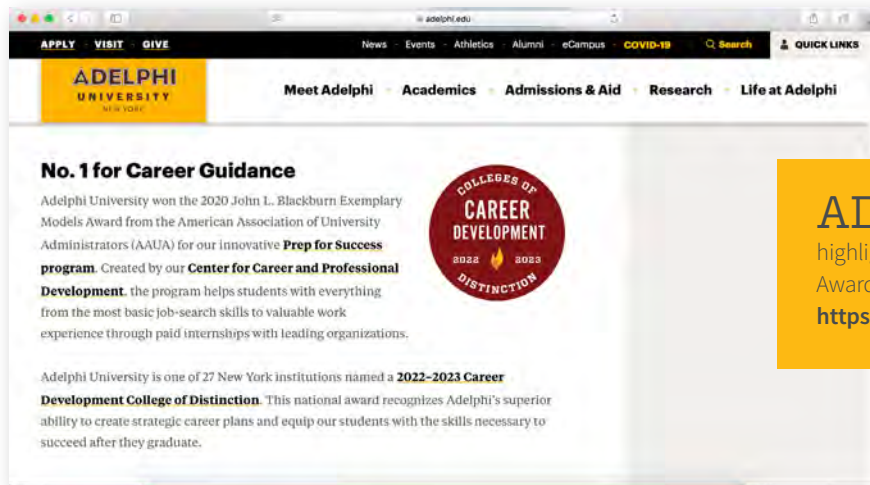 adelphi.edu
APPLY VISIT GIVE
News Events Athletics Alumni eCampus COVID-19 Search QUICK LINKS
ADELPHI
UNIVERSITY
NEW YORK
Meet Adelphi Academics Admissions & Aid Research Life at Adelphi
No. 1 for Career Guidance
Adelphi University won the 2020 John L. Blackburn Exemplary
Models Award from the American Association of University
Administrators (AAUA) for our innovative Prep for Success
program. Created by our Center for Career and Professional
Development, the program helps students with everything
from the most basic job-search skills to valuable work
experience through paid internships with leading organizations.
COLLEGES OF
CAREER
DEVELOPMENT
2022 2023
DISTINCTION
Adelphi University is one of 27 New York institutions named a 2022–2023 Career
Development College of Distinction. This national award recognizes Adelphi's superior
ability to create strategic career plans and equip our students with the skills necessary to
succeed after they graduate.
AD
highli
Award
https